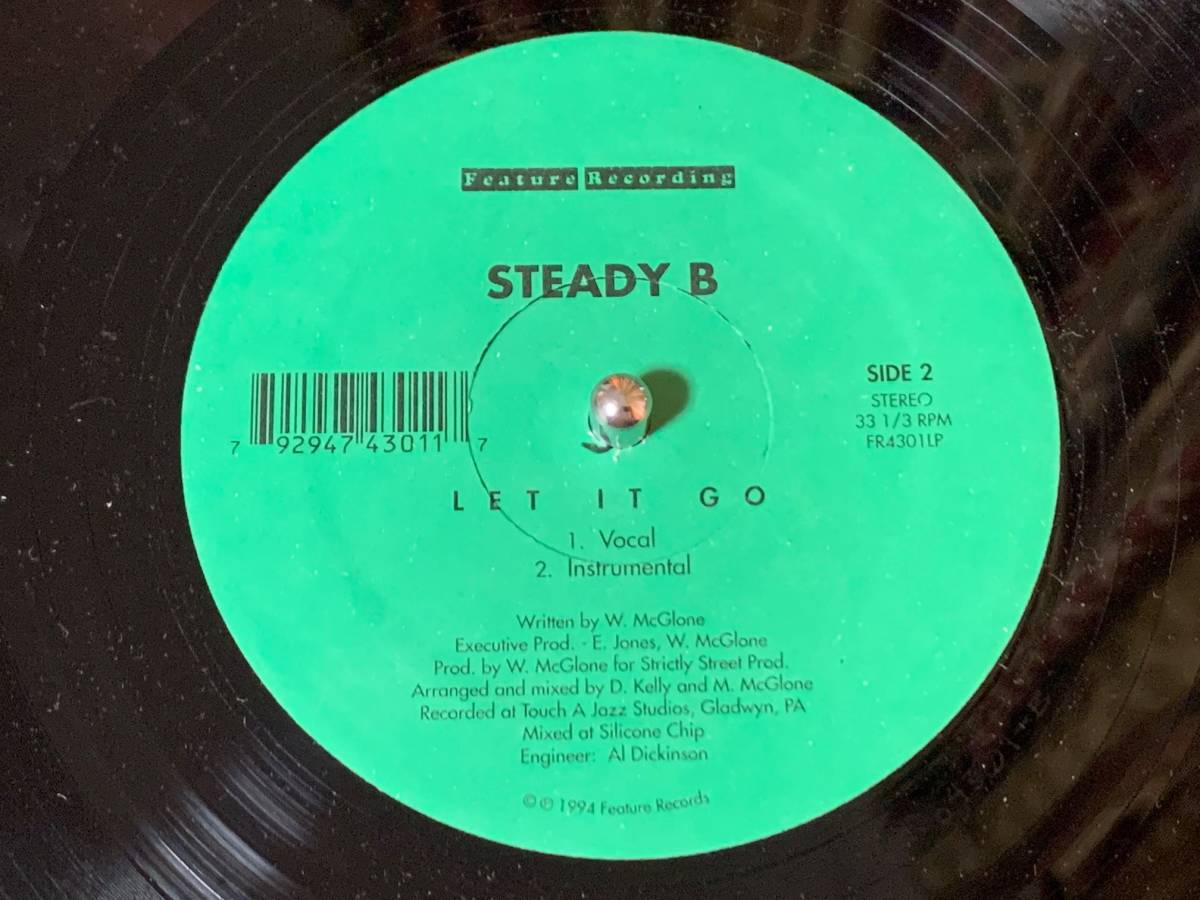 Feature Recording
STEADY B
7 92947 43011 7
SIDE 2
STEREO
33 1/3 RPM
FR4301LP
LET IT GO
1. Vocal
2. Instrumental
Written by W. McGlone
Executive Prod. - E. Jones, W. McGlone
Prod. by W. McGlone for Strictly Street Prod.
Arranged and mixed by D. Kelly and M. McGlone
Recorded at Touch A Jazz Studios, Gladwyn, PA
Mixed at Silicone Chip
Engineer: Al Dickinson
© ℗ 1994 Feature Records